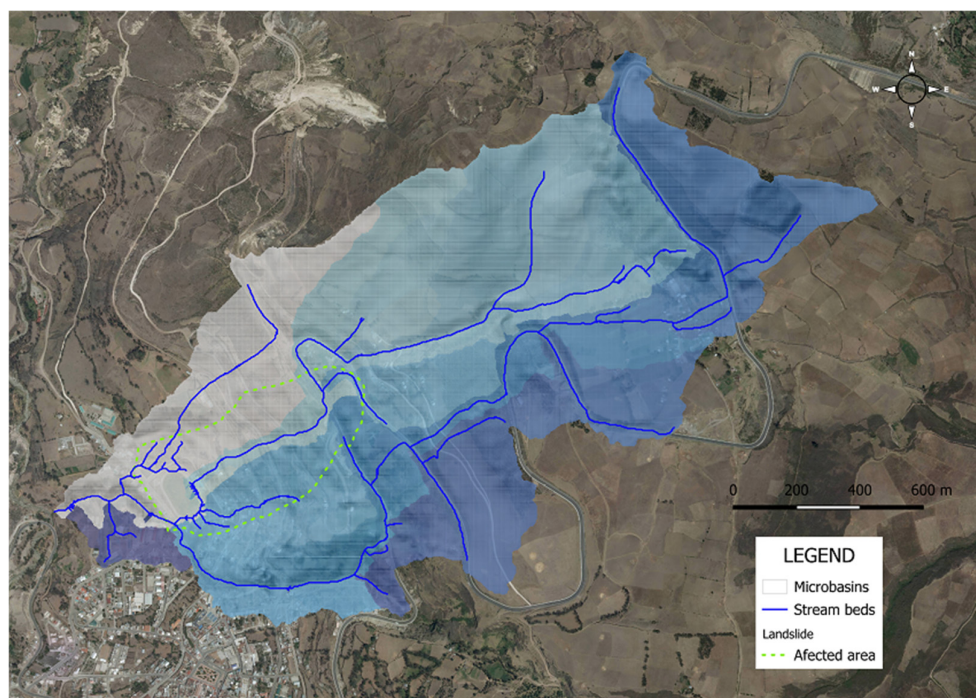 N
W E
S
0 200 400 600 m
LEGEND
Microbasins
Stream beds
Landslide
Afected area